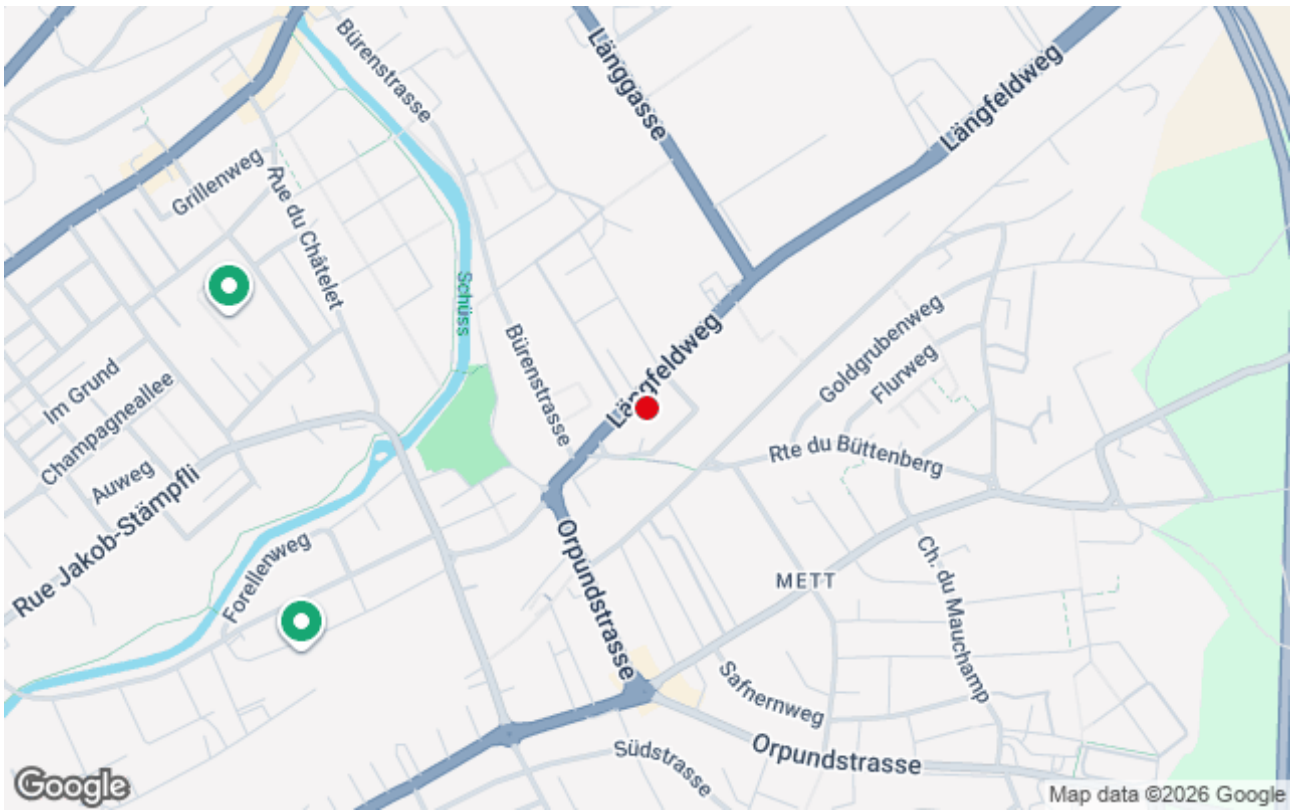 Bürenstrasse
Länggasse
Längfeldweg
Grillenweg
Rue du Châtelet
Schüss
Bürenstrasse
Längfeldweg
Goldgrubenweg
Flurweg
Im Grund
Champagneallee
Auweg
Rue Jakob-Stämpfli
Rte du Büttenberg
Forellenweg
Orpundstrasse
METT
Ch. du Mauchamp
Safnernweg
Südstrasse
Orpundstrasse
Google
Map data ©2026 Google